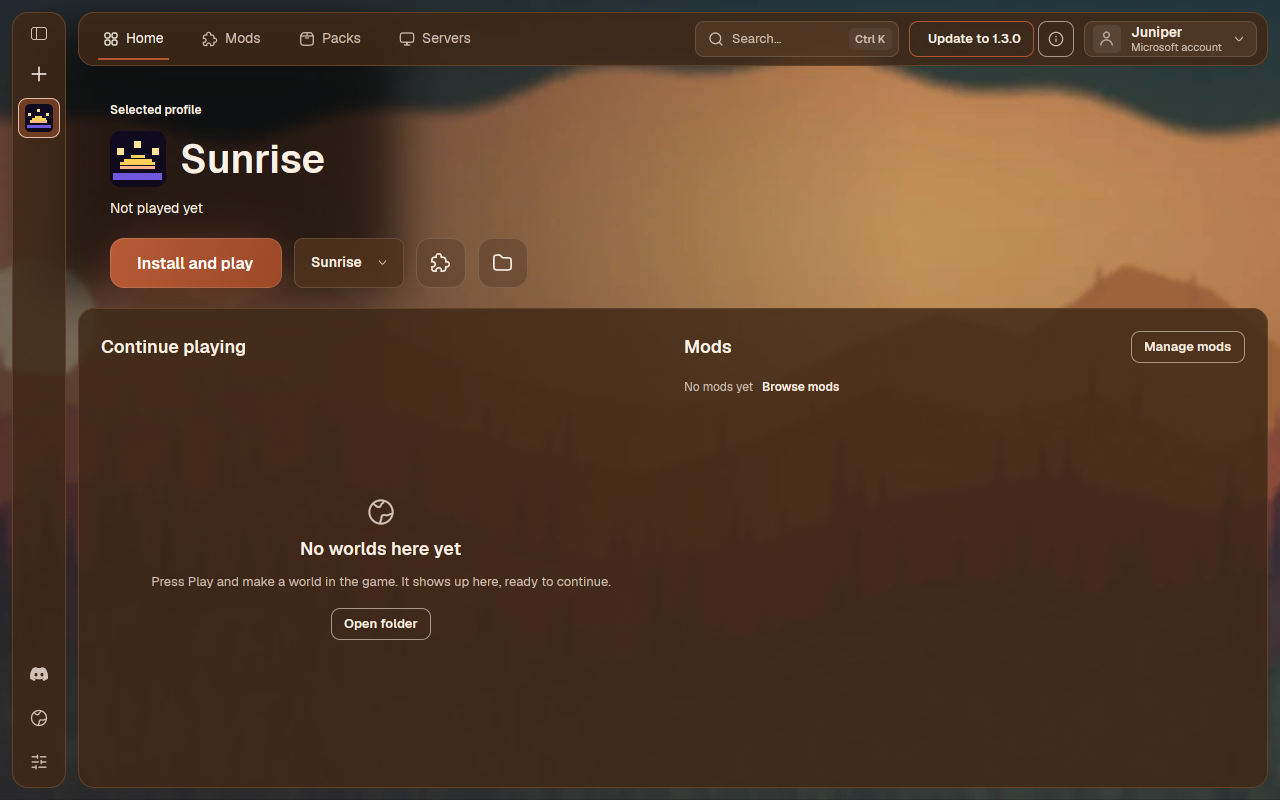 Home
Mods
Packs
Servers
Search...
Ctrl K
Update to 1.3.0
Juniper
Microsoft account
Selected profile
Sunrise
Not played yet
Install and play
Sunrise
Continue playing
No worlds here yet
Press Play and make a world in the game. It shows up here, ready to continue.
Open folder
Mods
Manage mods
No mods yet Browse mods